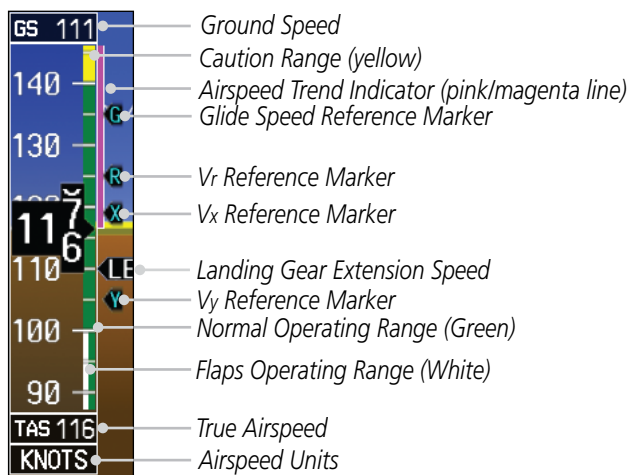 GS 111
Ground Speed
Caution Range (yellow)
140
Airspeed Trend Indicator (pink/magenta line)
G
Glide Speed Reference Marker
130
R
Vr Reference Marker
X
Vx Reference Marker
11 7
6
110
LE
Landing Gear Extension Speed
Y
Vy Reference Marker
100
Normal Operating Range (Green)
Flaps Operating Range (White)
90
TAS 116
True Airspeed
KNOTS
Airspeed Units